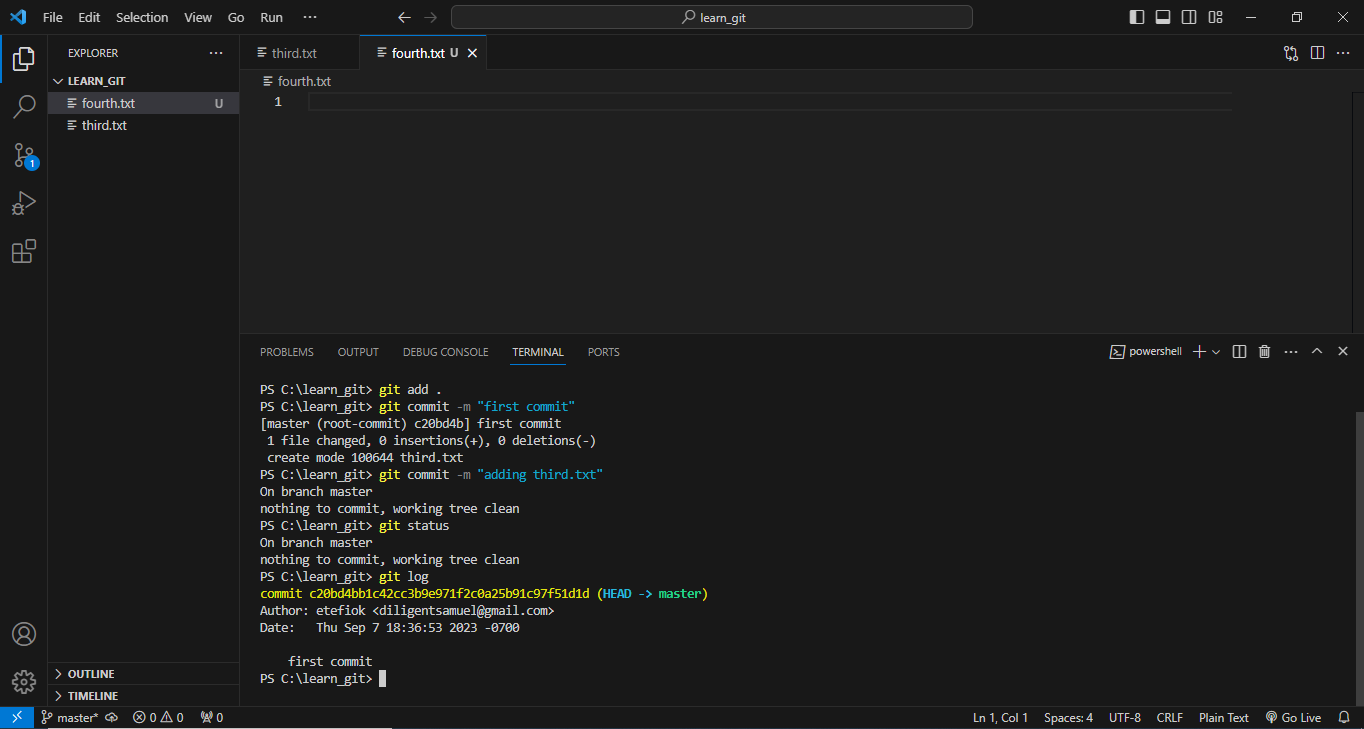 File Edit Selection View Go Run ··· learn_git
EXPLORER ···
LEARN_GIT
fourth.txt U
third.txt
1
OUTLINE
TIMELINE
third.txt fourth.txt U
fourth.txt
1
PROBLEMS OUTPUT DEBUG CONSOLE TERMINAL PORTS powershell
PS C:\learn_git> git add .
PS C:\learn_git> git commit -m "first commit"
[master (root-commit) c20bd4b] first commit
 1 file changed, 0 insertions(+), 0 deletions(-)
 create mode 100644 third.txt
PS C:\learn_git> git commit -m "adding third.txt"
On branch master
nothing to commit, working tree clean
PS C:\learn_git> git status
On branch master
nothing to commit, working tree clean
PS C:\learn_git> git log
commit c20bd4bb1c42cc3b9e971f2c0a25b91c97f51d1d (HEAD -> master)
Author: etefiok <diligentsamuel@gmail.com>
Date:   Thu Sep 7 18:36:53 2023 -0700
    first commit
PS C:\learn_git>
master* 0 0 0 Ln 1, Col 1 Spaces: 4 UTF-8 CRLF Plain Text Go Live